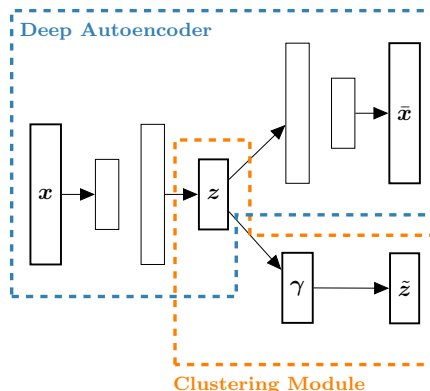 Deep Autoencoder
x̄
x
z
γ
z̃
Clustering Module